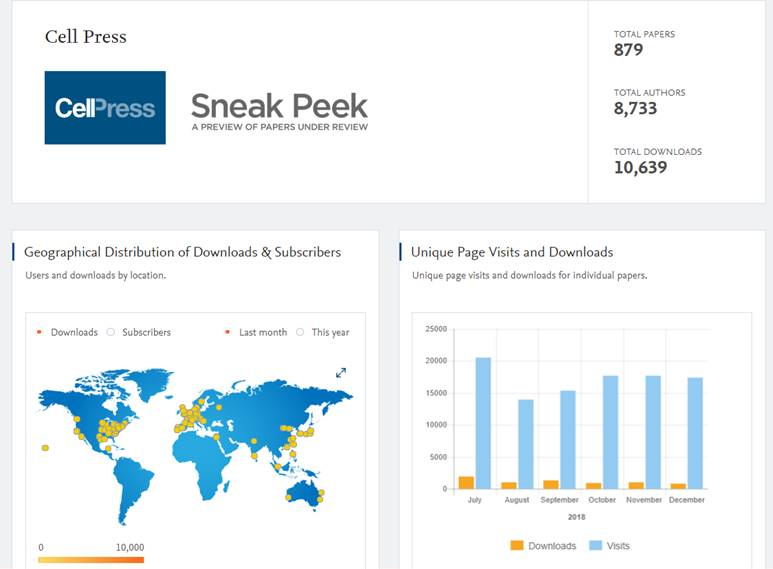 Cell Press
CellPress
Sneak Peek
A PREVIEW OF PAPERS UNDER REVIEW
TOTAL PAPERS
879
TOTAL AUTHORS
8,733
TOTAL DOWNLOADS
10,639
Geographical Distribution of Downloads & Subscribers
Users and downloads by location.
Downloads Subscribers Last month This year
0 10,000
Unique Page Visits and Downloads
Unique page visits and downloads for individual papers.
25000
20000
15000
10000
5000
0
July August September October November December
2018
Downloads Visits